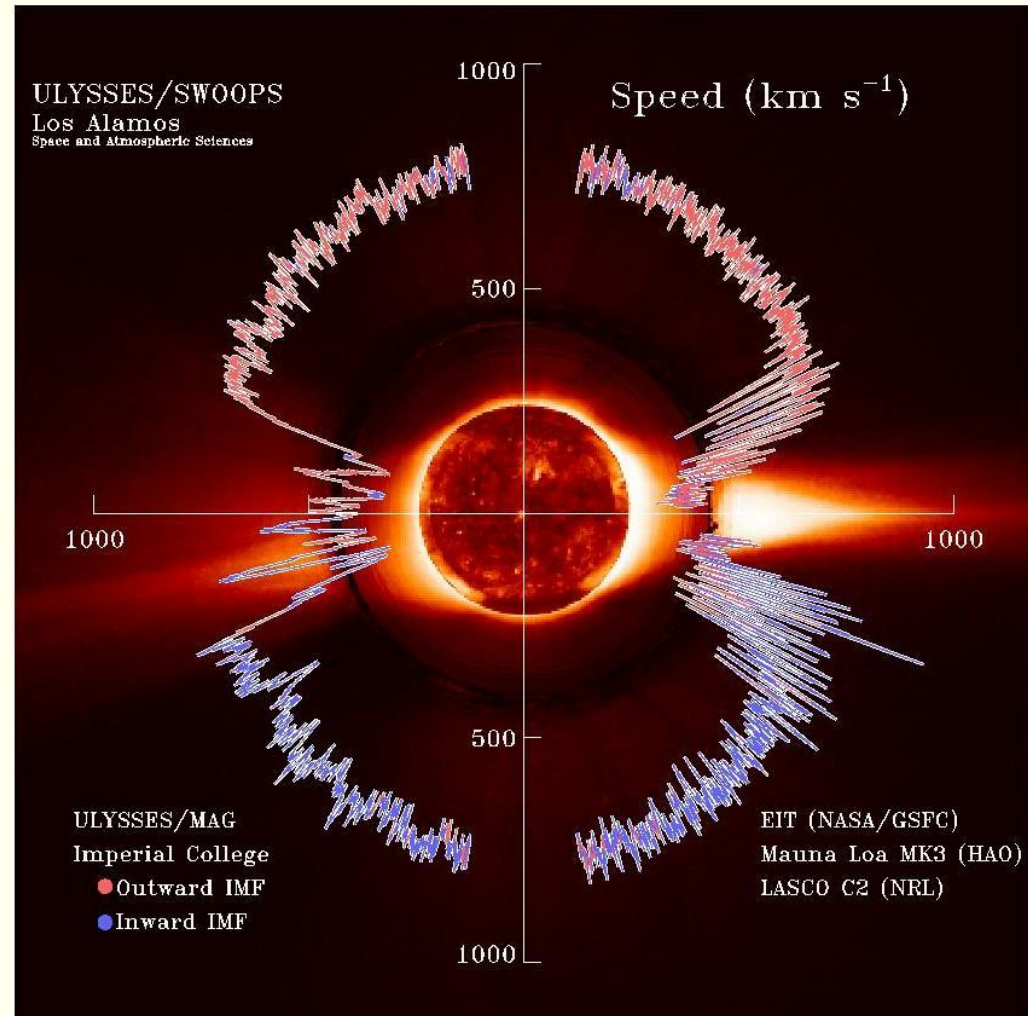 ULYSSES/SWOOPS
Los Alamos
Space and Atmospheric Sciences
Speed (km s⁻¹)
1000
500
1000
1000
500
1000
ULYSSES/MAG
Imperial College
Outward IMF
Inward IMF
EIT (NASA/GSFC)
Mauna Loa MK3 (HAO)
LASCO C2 (NRL)